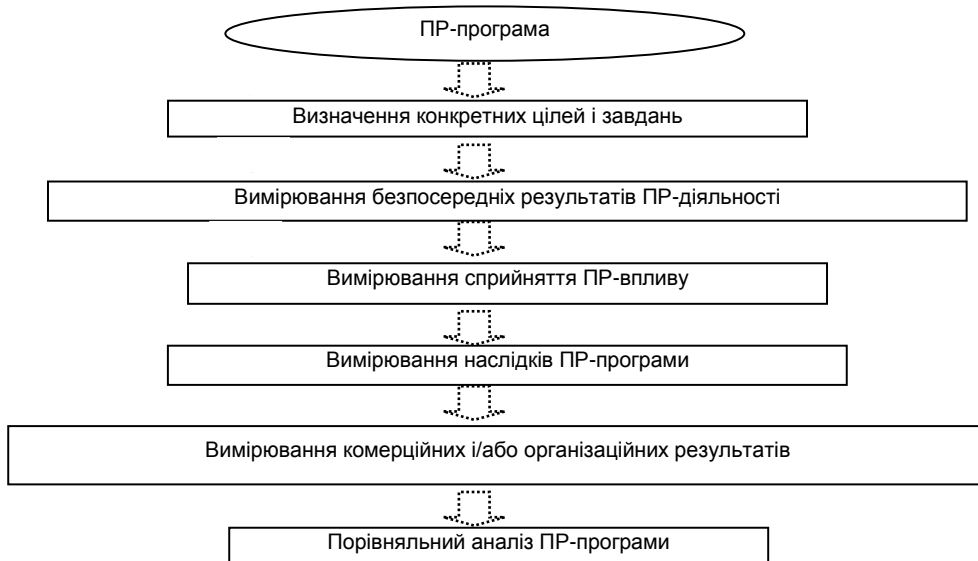 ПР-програма
Визначення конкретних цілей і завдань
Вимірювання безпосередніх результатів ПР-діяльності
Вимірювання сприйняття ПР-впливу
Вимірювання наслідків ПР-програми
Вимірювання комерційних і/або організаційних результатів
Порівняльний аналіз ПР-програми